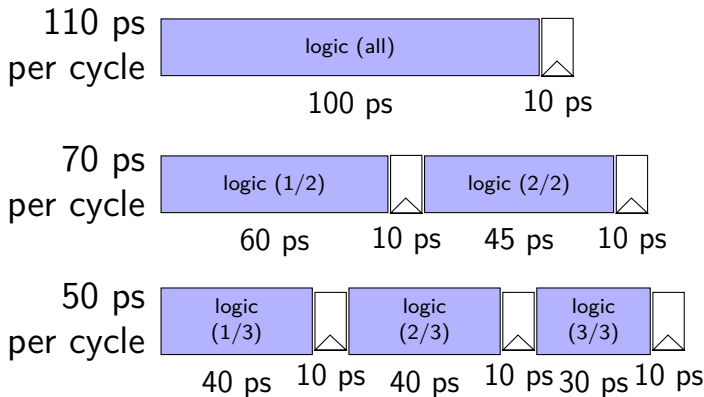 110 ps
per cycle
logic (all)
100 ps
10 ps
70 ps
per cycle
logic (1/2)
logic (2/2)
60 ps
10 ps
45 ps
10 ps
50 ps
per cycle
logic
(1/3)
logic
(2/3)
logic
(3/3)
40 ps
10 ps
40 ps
10 ps
30 ps
10 ps